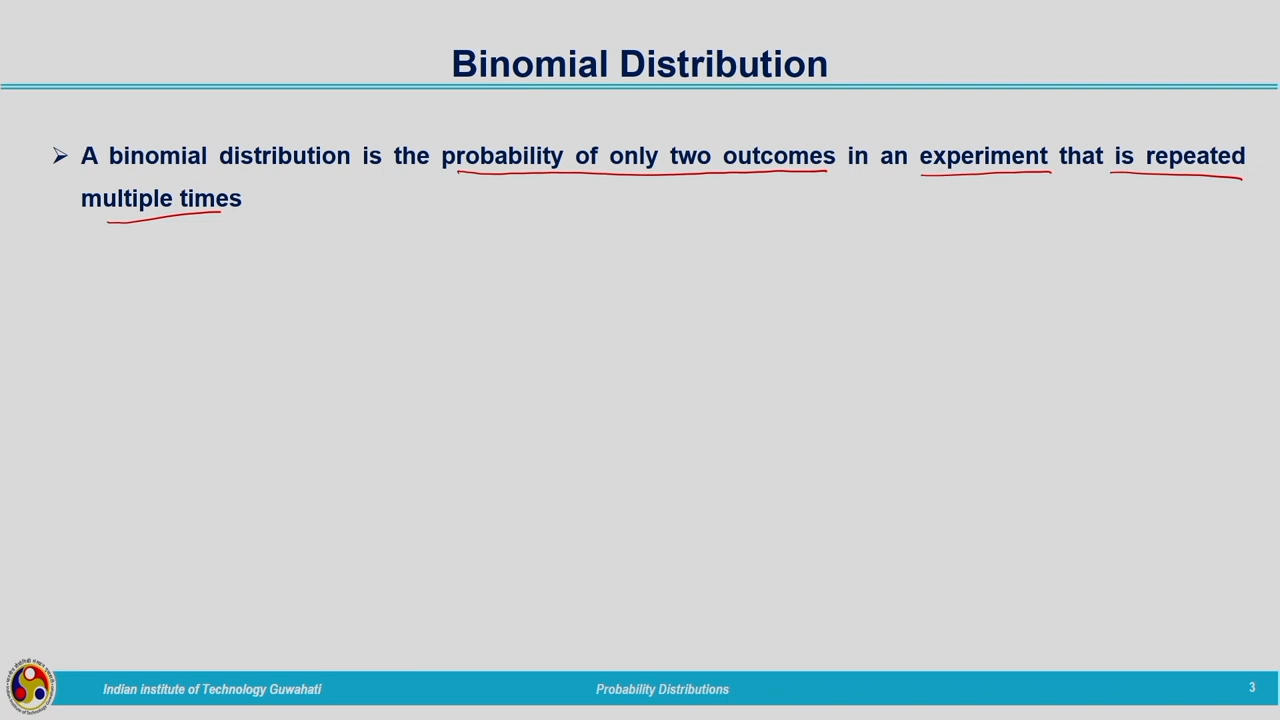 Binomial Distribution
➢ A binomial distribution is the probability of only two outcomes in an experiment that is repeated
multiple times
Indian institute of Technology Guwahati Probability Distributions 3